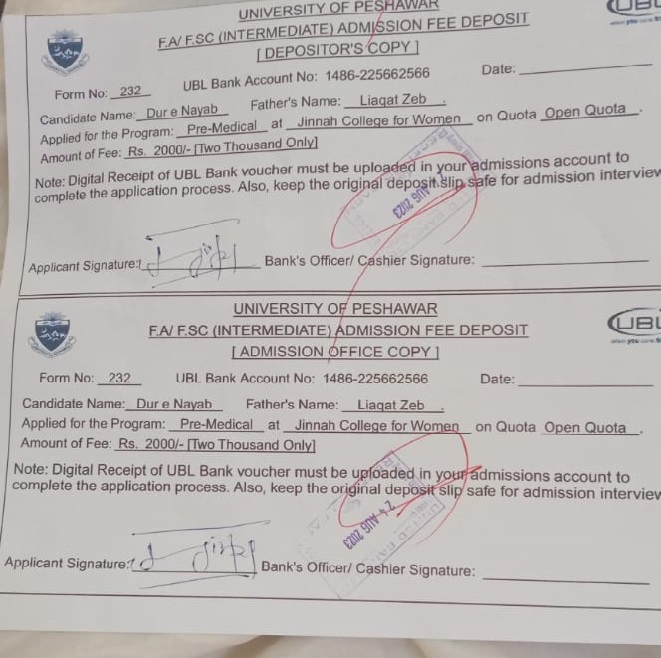 UNIVERSITY OF PESHAWAR
UBL
F.A/ F.SC (INTERMEDIATE) ADMISSION FEE DEPOSIT
[ DEPOSITOR'S COPY ]
Form No: 232 UBL Bank Account No: 1486-225662566 Date:
Candidate Name: Dur e Nayab Father's Name: Liaqat Zeb .
Applied for the Program: Pre-Medical at Jinnah College for Women on Quota Open Quota .
Amount of Fee: Rs. 2000/- [Two Thousand Only]
Note: Digital Receipt of UBL Bank voucher must be uploaded in your admissions account to
complete the application process. Also, keep the original deposit slip safe for admission interview
AUG 2023
Applicant Signature: Bank's Officer/ Cashier Signature:
UNIVERSITY OF PESHAWAR
UBL
F.A/ F.SC (INTERMEDIATE) ADMISSION FEE DEPOSIT
[ ADMISSION OFFICE COPY ]
Form No: 232 UBL Bank Account No: 1486-225662566 Date:
Candidate Name: Dur e Nayab Father's Name: Liaqat Zeb .
Applied for the Program: Pre-Medical at Jinnah College for Women on Quota Open Quota .
Amount of Fee: Rs. 2000/- [Two Thousand Only]
Note: Digital Receipt of UBL Bank voucher must be uploaded in your admissions account to
complete the application process. Also, keep the original deposit slip safe for admission interview
24 AUG 2023
Applicant Signature: Bank's Officer/ Cashier Signature: